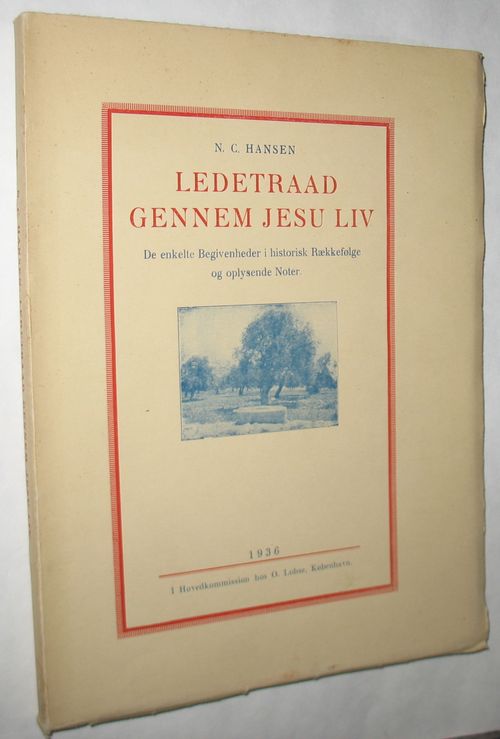 N. C. HANSEN
LEDETRAAD
GENNEM JESU LIV
De enkelte Begivenheder i historisk Rækkefølge
og oplysende Noter.
1936
I Hovedkommission hos O. Lohse, København.